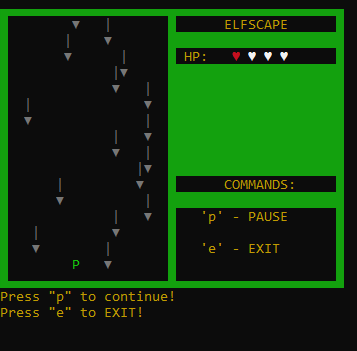 ELFSCAPE
HP: ♥ ♥ ♥ ♥
COMMANDS:
'p' - PAUSE
'e' - EXIT
P
Press "p" to continue!
Press "e" to EXIT!